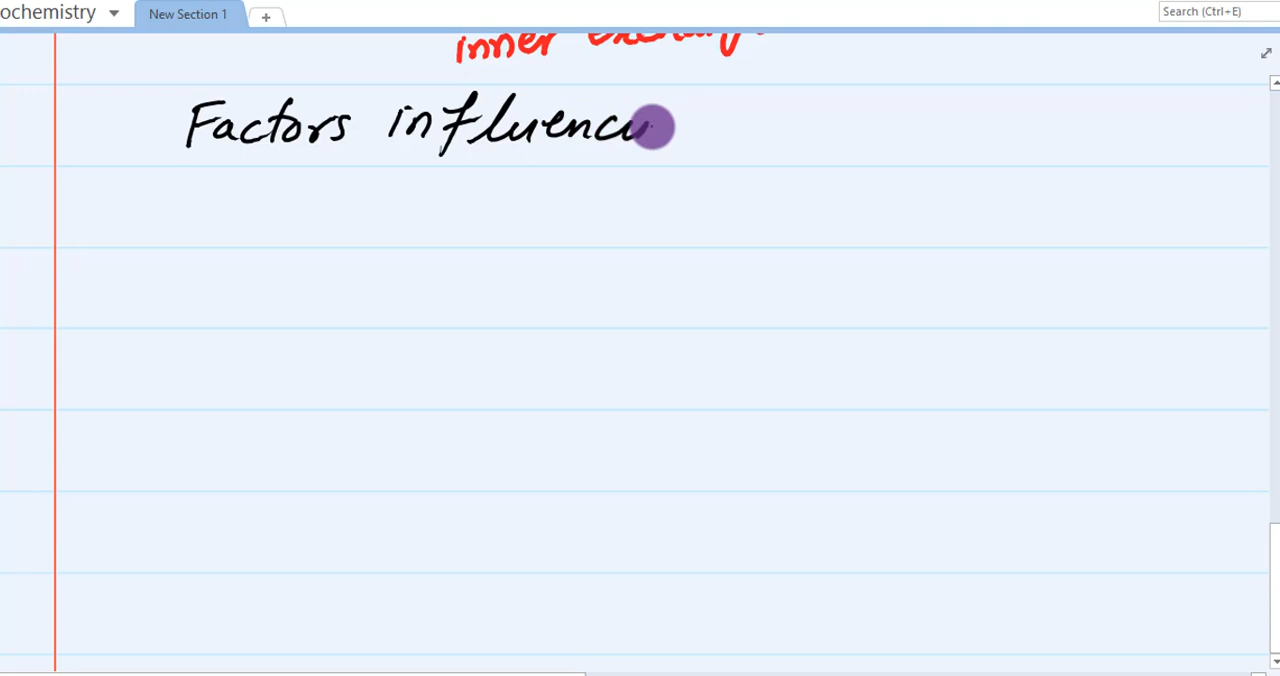 ochemistry
New Section 1
+
Search (Ctrl+E)
inner
Factors influenc